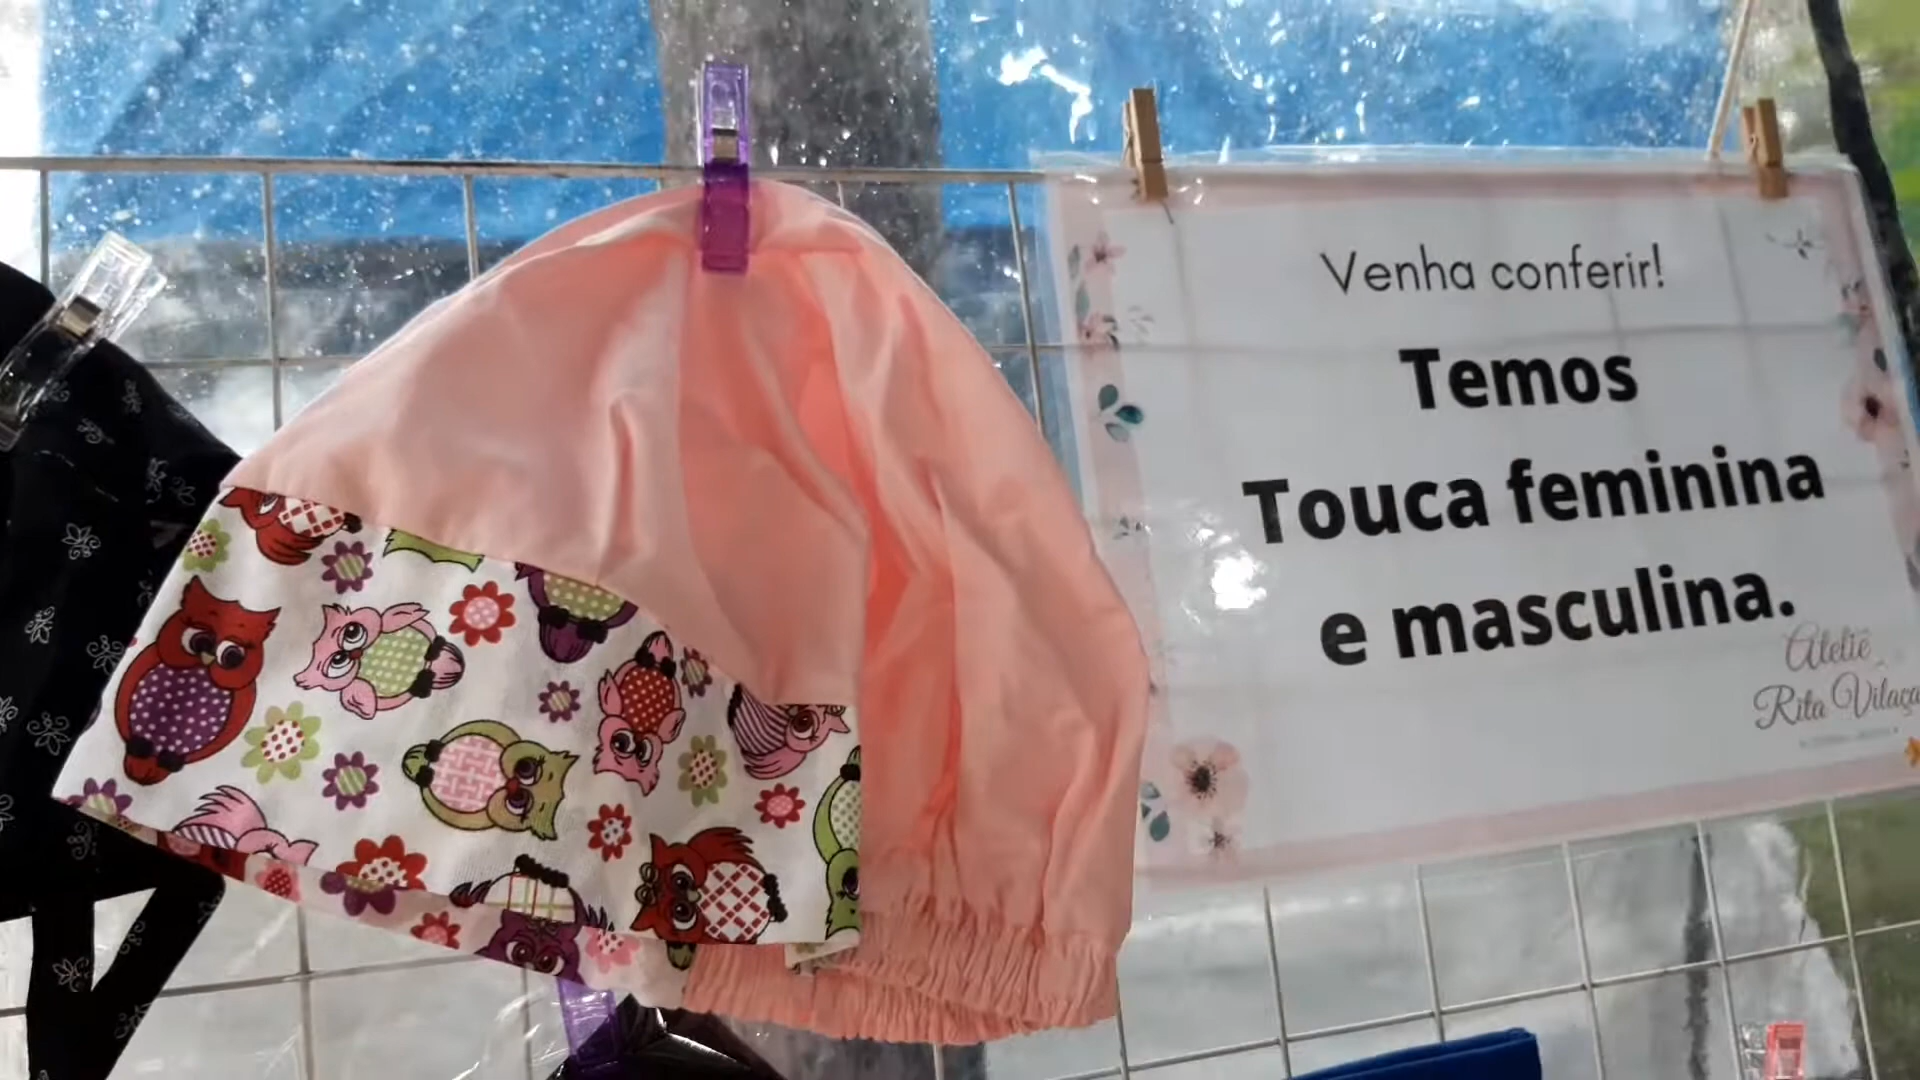 Venha conferir!
Temos
Touca feminina
e masculina.
Ateliê
Rita Vilaça